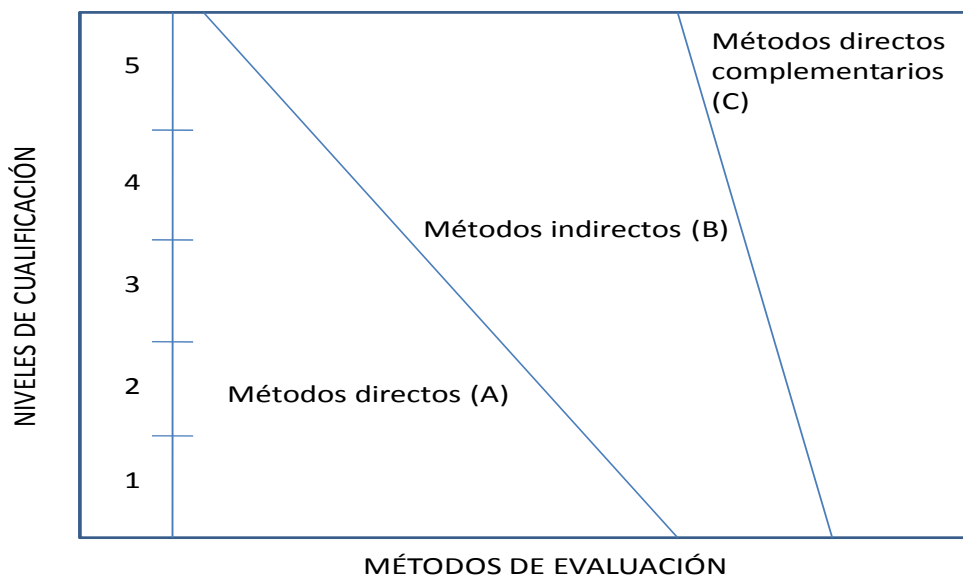 NIVELES DE CUALIFICACIÓN
5
4
3
2
1
Métodos directos
complementarios
(C)
Métodos indirectos (B)
Métodos directos (A)
MÉTODOS DE EVALUACIÓN